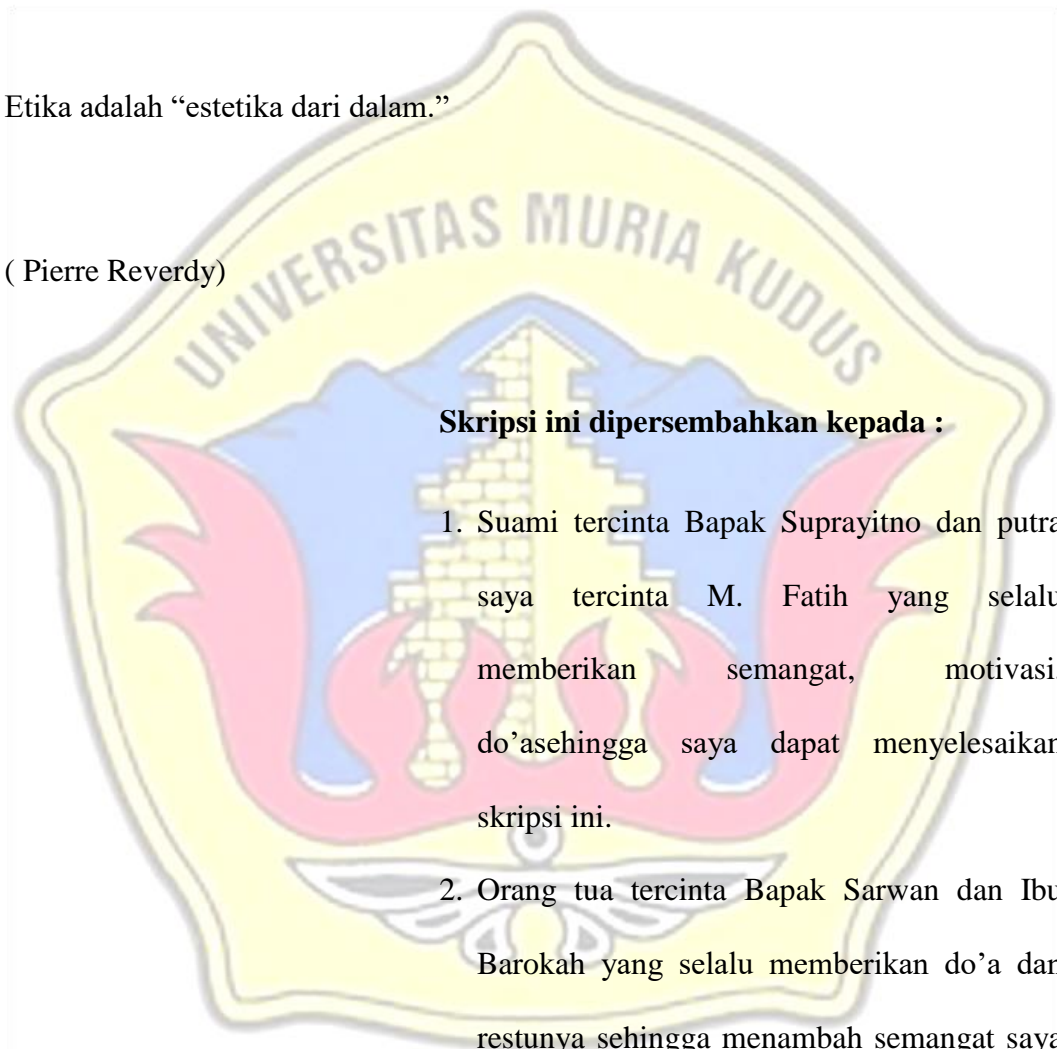 Etika adalah “estetika dari dalam.”
UNIVERSITAS MURIA KUDUS
( Pierre Reverdy)
Skripsi ini dipersembahkan kepada :
1. Suami tercinta Bapak Suprayitno dan putra
saya tercinta M. Fatih yang selalu
memberikan semangat, motivasi,
do’asehingga saya dapat menyelesaikan
skripsi ini.
2. Orang tua tercinta Bapak Sarwan dan Ibu
Barokah yang selalu memberikan do’a dan
restunya sehingga menambah semangat saya